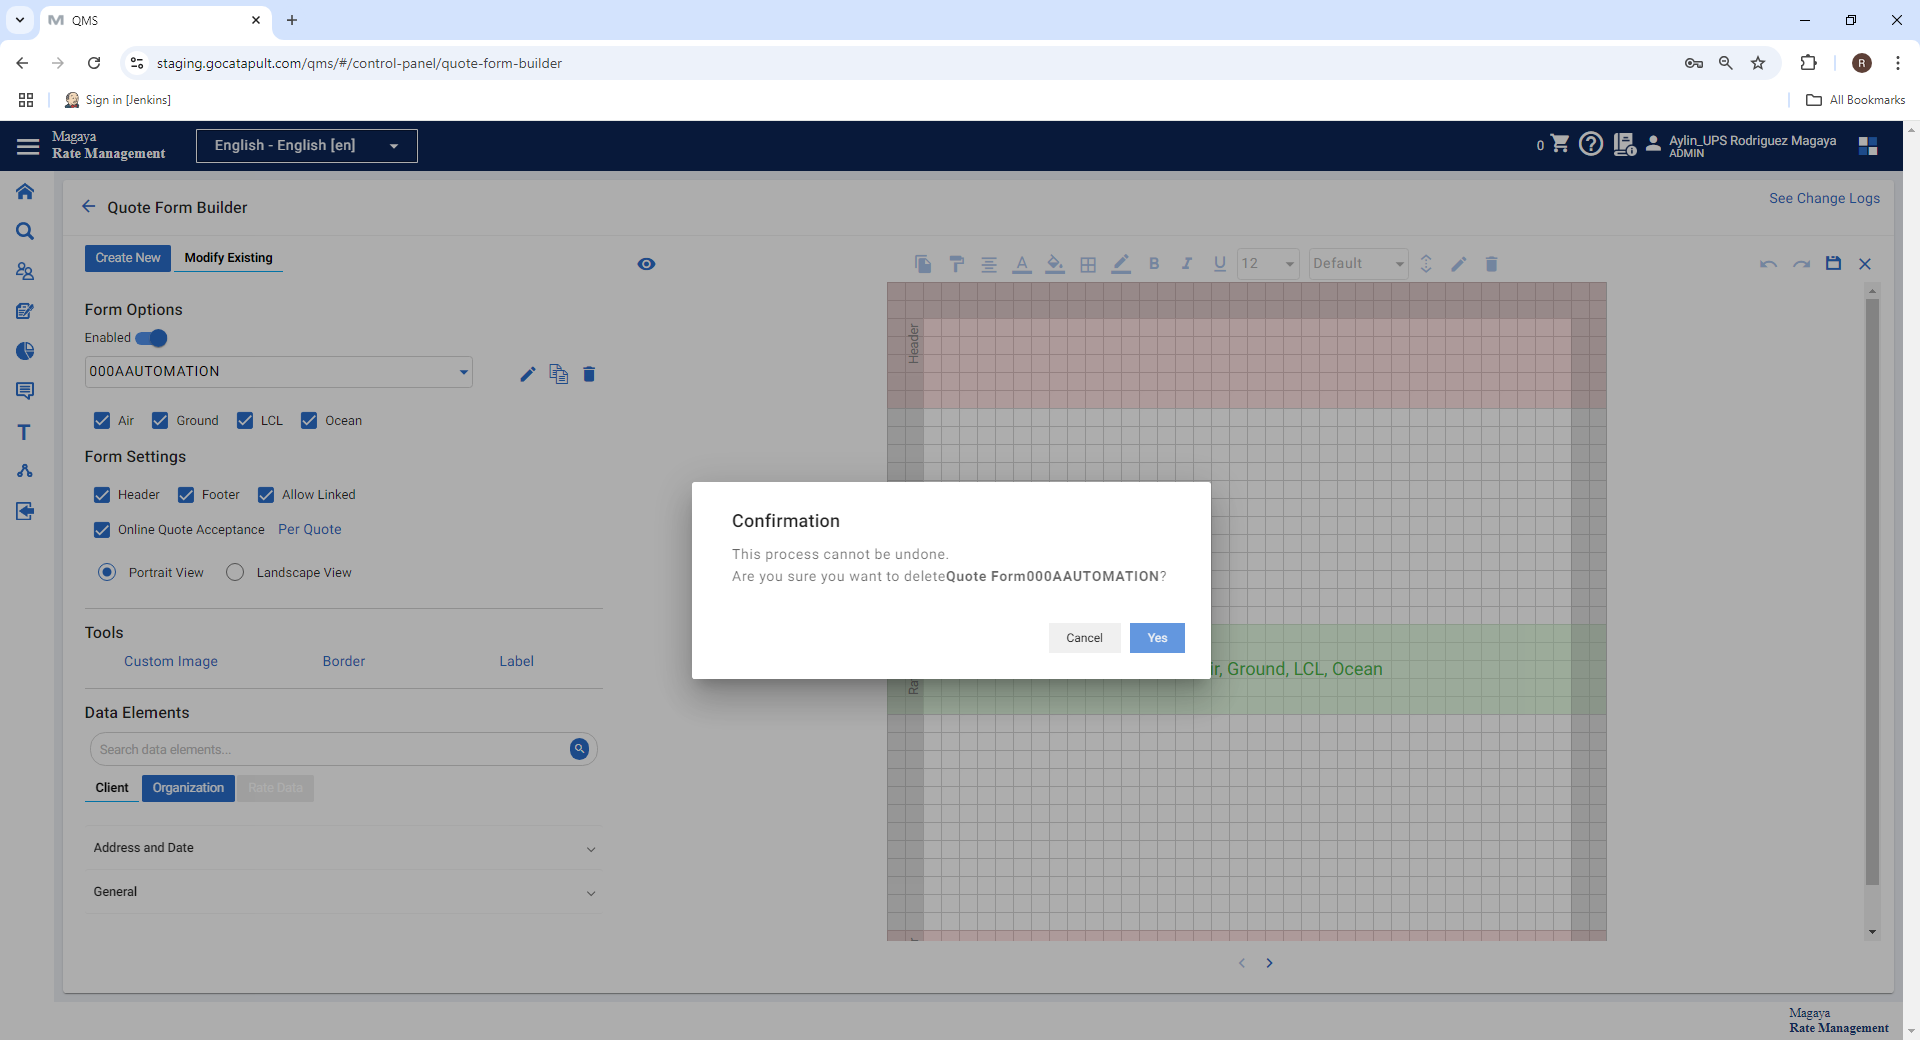 QMS
staging.gocatapult.com/qms/#/control-panel/quote-form-builder
R
Sign in [Jenkins]
All Bookmarks
Magaya
Rate Management
English - English [en]
0
Aylin_UPS Rodriguez Magaya
ADMIN
Quote Form Builder
See Change Logs
Create New
Modify Existing
12
Default
Form Options
Enabled
000AAUTOMATION
Air
Ground
LCL
Ocean
Form Settings
Header
Footer
Allow Linked
Online Quote Acceptance
Per Quote
Portrait View
Landscape View
Tools
Custom Image
Border
Label
Data Elements
Search data elements...
Client
Organization
Rate Data
Address and Date
General
Header
Confirmation
This process cannot be undone.
Are you sure you want to deleteQuote Form000AAUTOMATION?
Cancel
Yes
ir, Ground, LCL, Ocean
Ra
Magaya
Rate Management